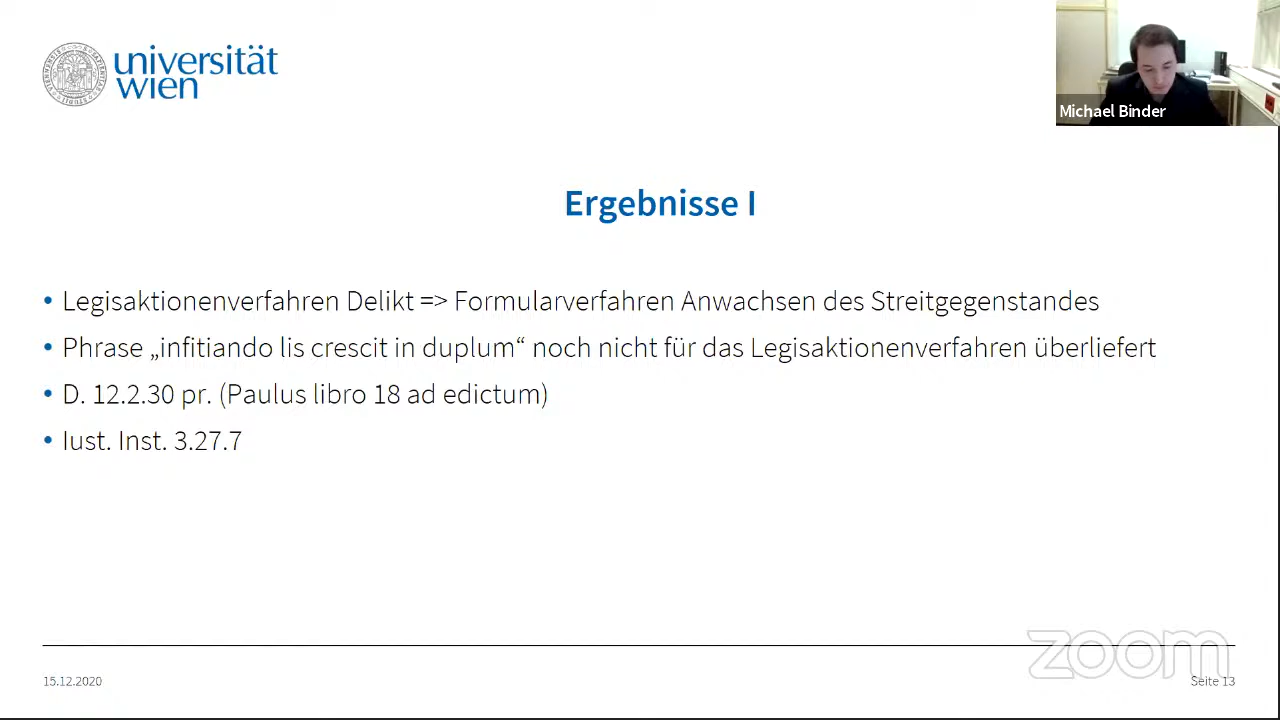 universität
wien
Michael Binder
Ergebnisse I
• Legisaktionenverfahren Delikt => Formularverfahren Anwachsen des Streitgegenstandes
• Phrase „infitiando lis crescit in duplum“ noch nicht für das Legisaktionenverfahren überliefert
• D. 12.2.30 pr. (Paulus libro 18 ad edictum)
• Iust. Inst. 3.27.7
zoom
15.12.2020
Seite 13